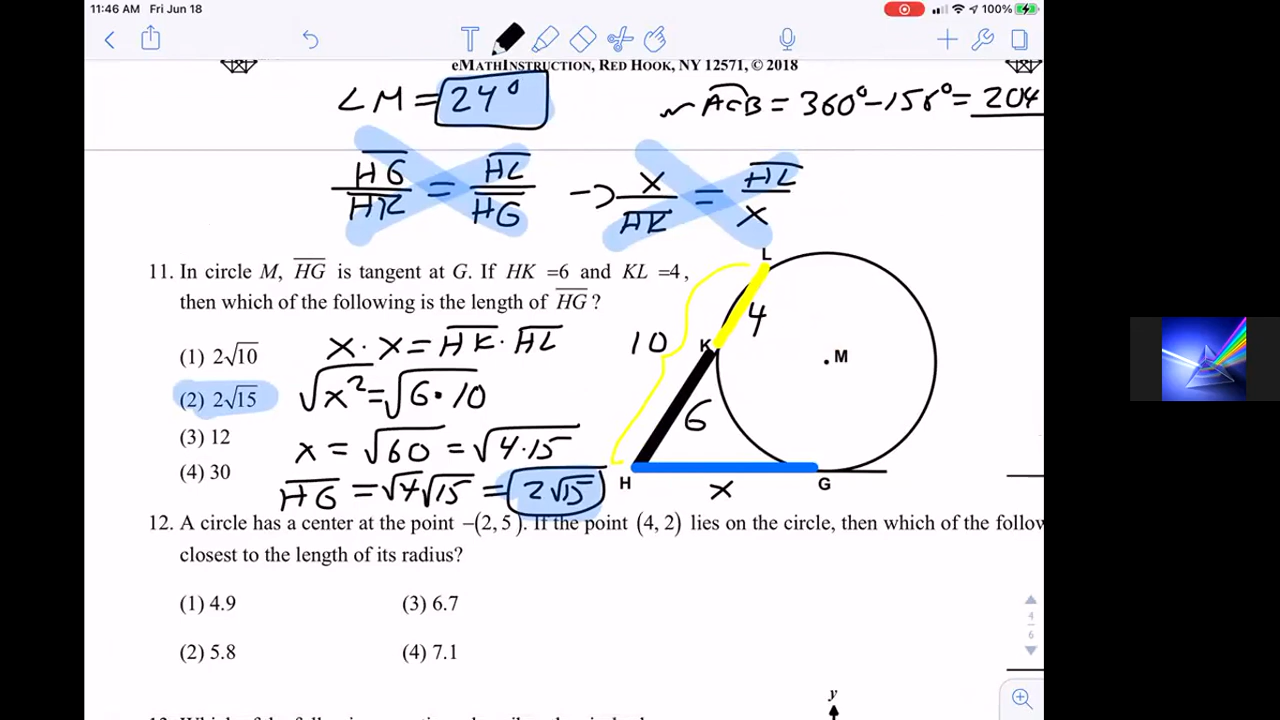 11:46 AM Fri Jun 18
100%
T
eMathInstruction, Red Hook, NY 12571, © 2018
∠M = 24°
m ACB = 360° - 156° = 204
HG/HK = HL/HG → x/HK = HL/x
11. In circle M, HG is tangent at G. If HK =6 and KL =4,
then which of the following is the length of HG ?
(1) 2√10
x · x = HK · HL
(2) 2√15
√x² = √6·10
(3) 12
x = √60 = √4·15
(4) 30
HG = √4√15 = 2√15
L
4
10
K
M
6
H
x
G
12. A circle has a center at the point −(2, 5). If the point (4, 2) lies on the circle, then which of the follow
closest to the length of its radius?
(1) 4.9
(3) 6.7
(2) 5.8
(4) 7.1
4
6
y